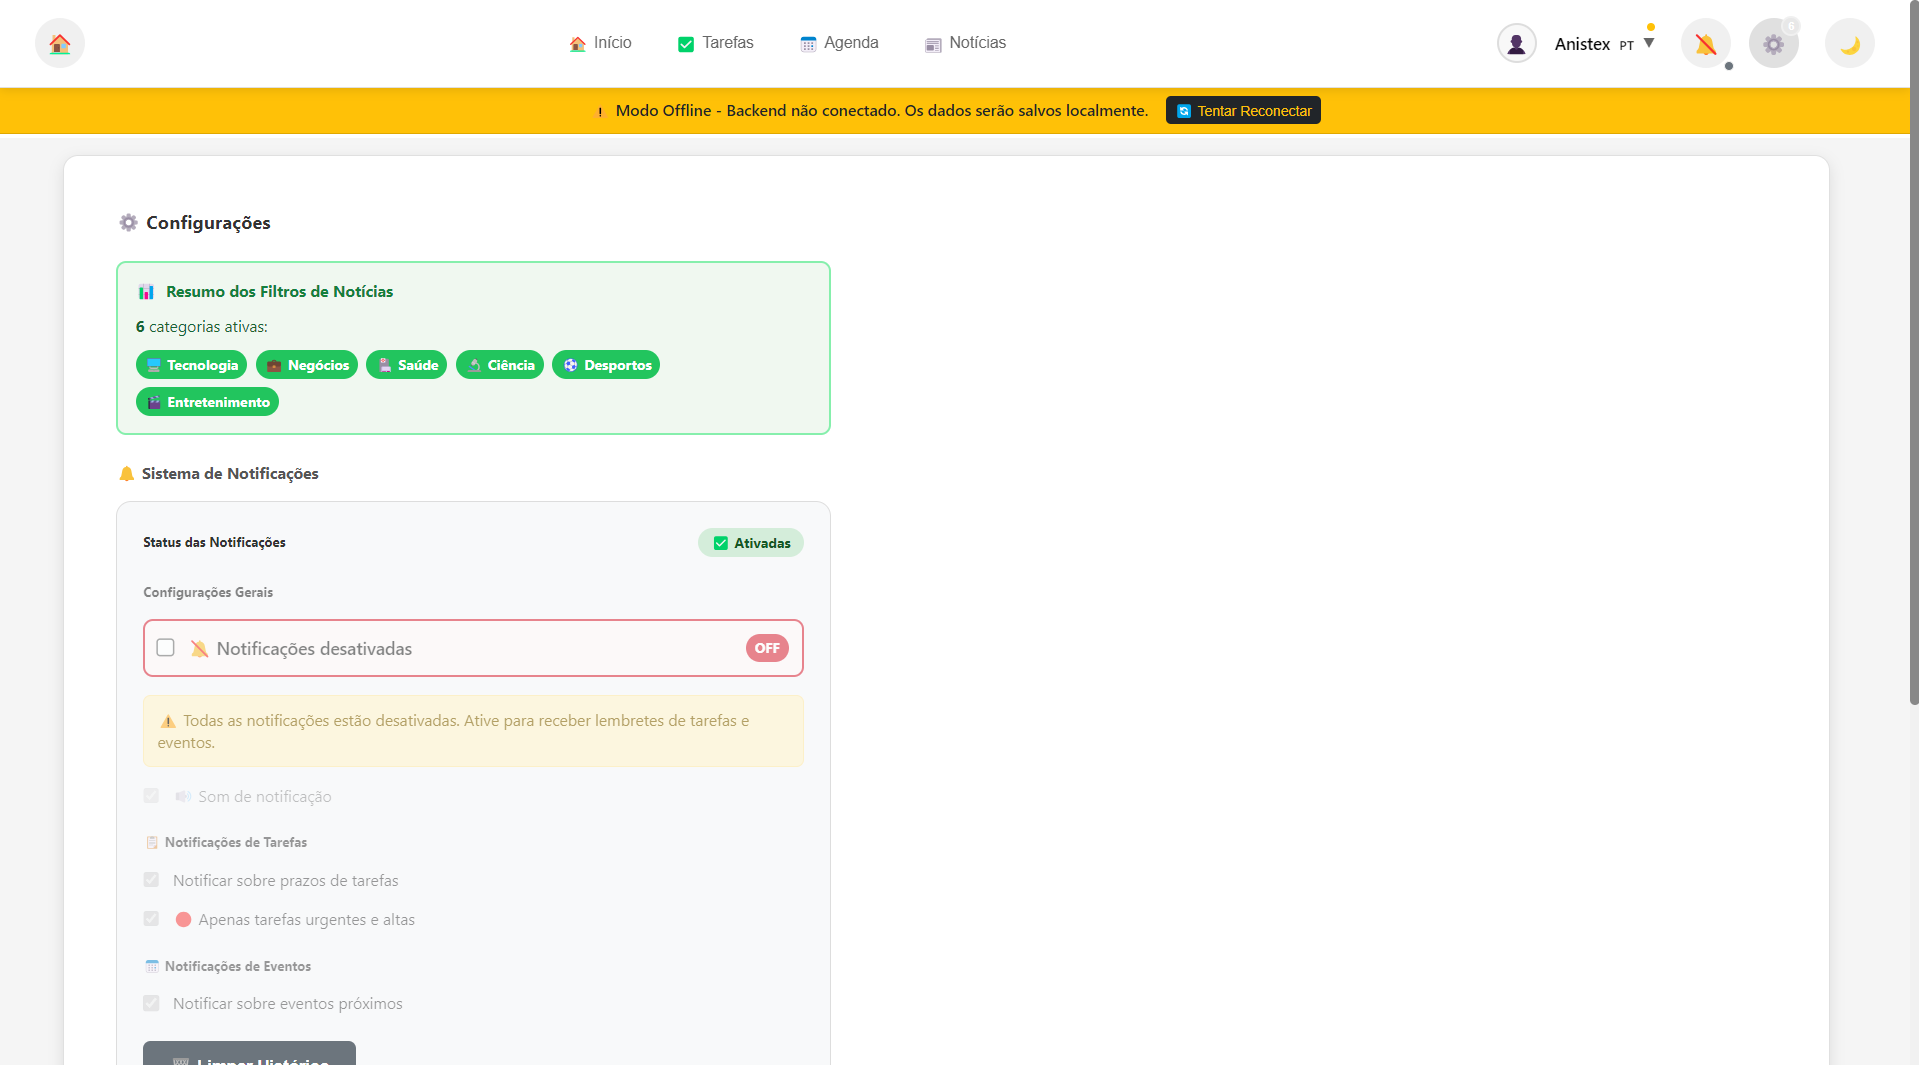 Início
Tarefas
Agenda
Notícias
Anistex PT ▼
6
Modo Offline - Backend não conectado. Os dados serão salvos localmente.
Tentar Reconectar
Configurações
Resumo dos Filtros de Notícias
6 categorias ativas:
Tecnologia
Negócios
Saúde
Ciência
Desportos
Entretenimento
Sistema de Notificações
Status das Notificações
Ativadas
Configurações Gerais
Notificações desativadas
OFF
Todas as notificações estão desativadas. Ative para receber lembretes de tarefas e
eventos.
Som de notificação
Notificações de Tarefas
Notificar sobre prazos de tarefas
Apenas tarefas urgentes e altas
Notificações de Eventos
Notificar sobre eventos próximos
Limpar Histórico